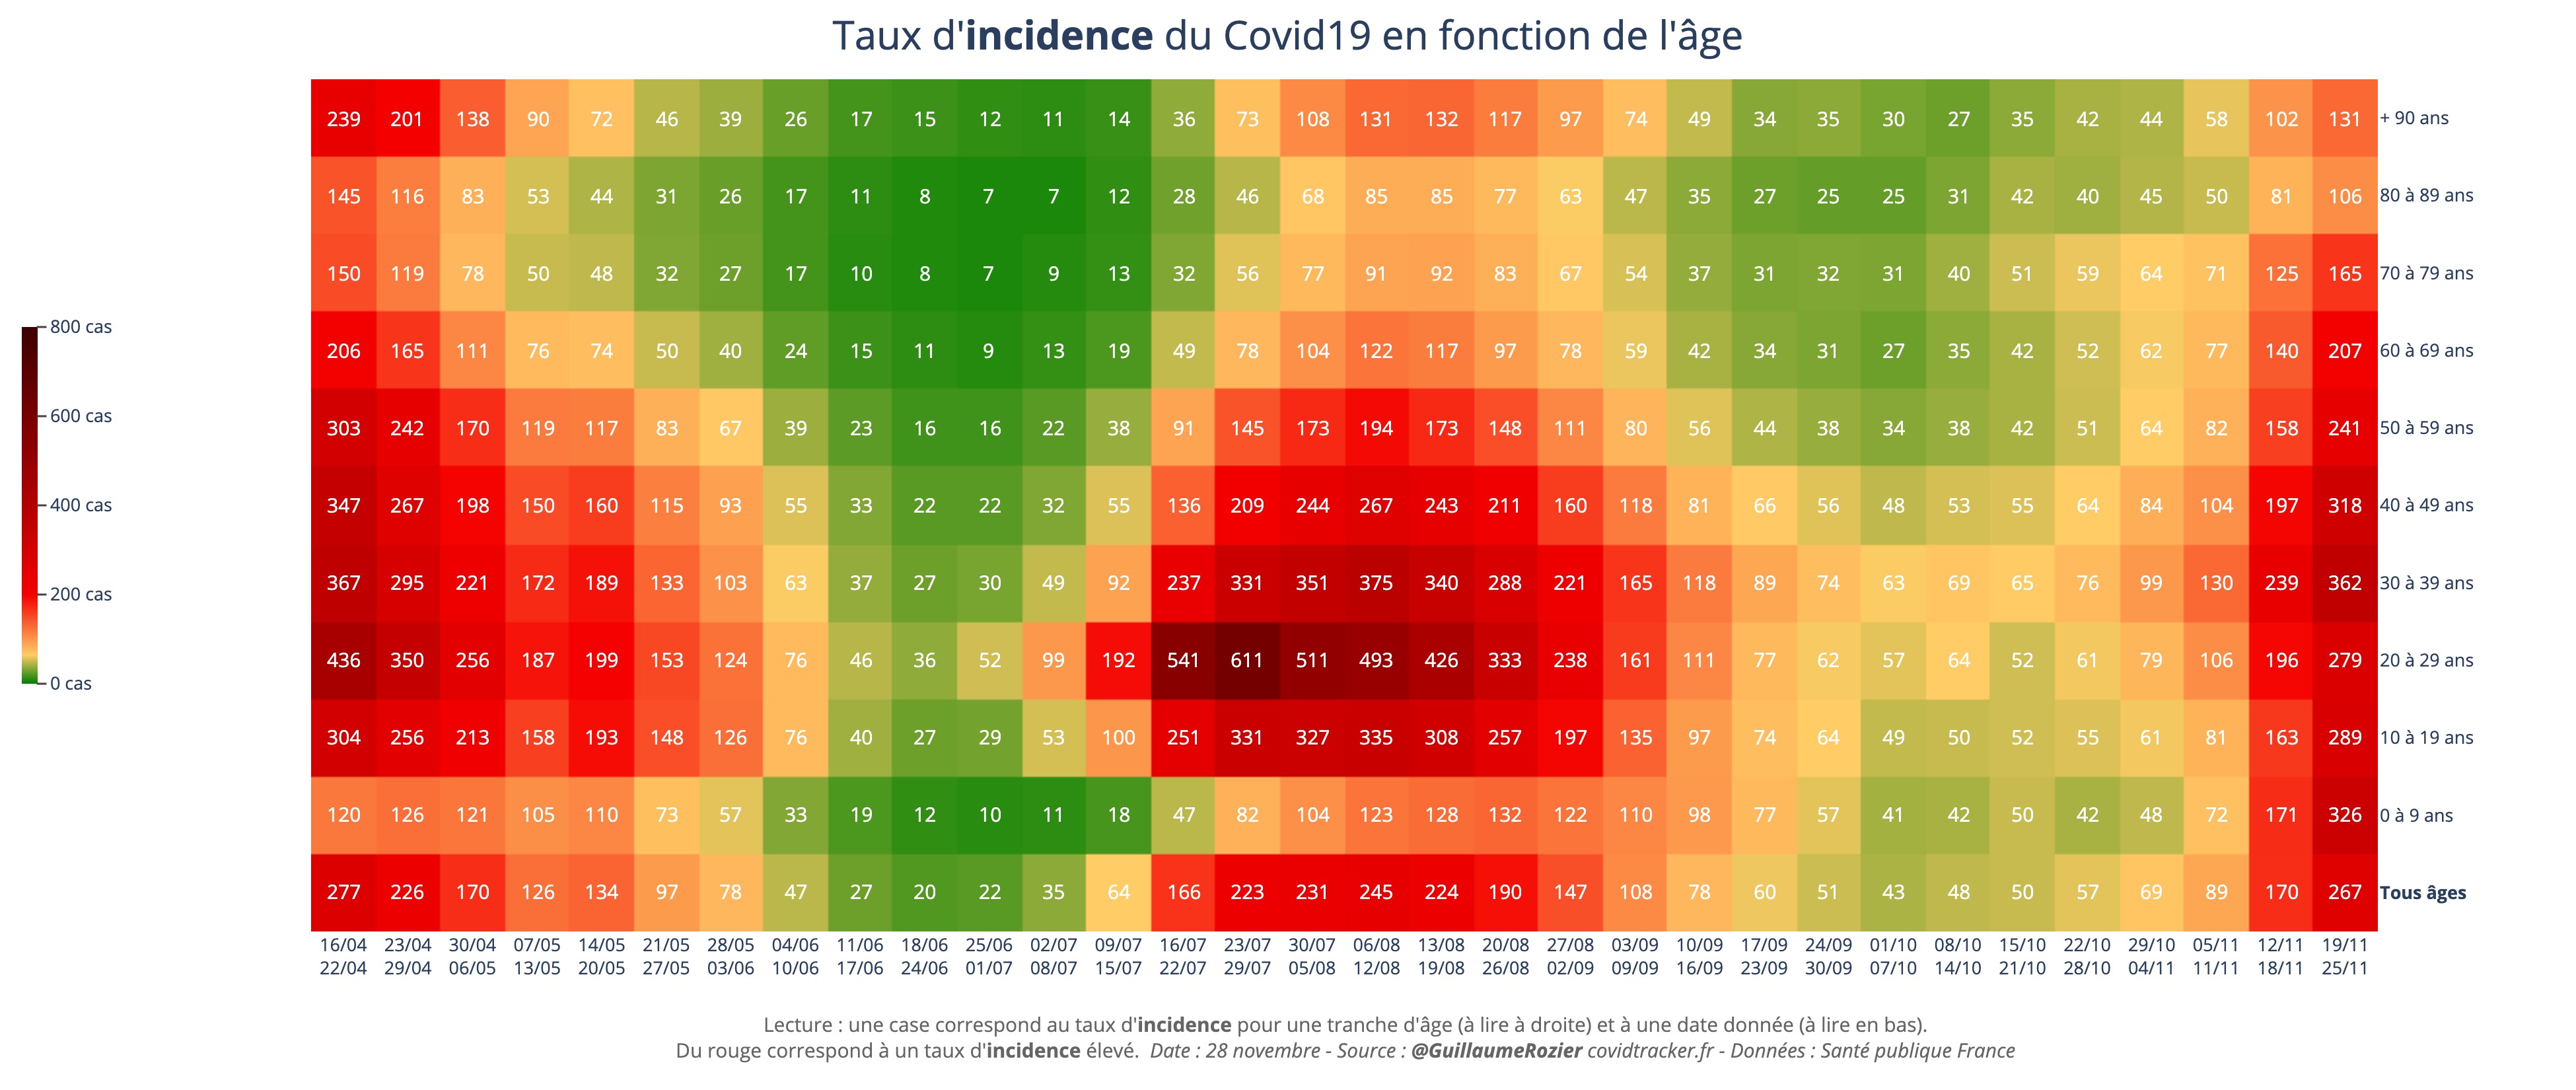 Taux d'incidence du Covid19 en fonction de l'âge
239 201 138 90 72 46 39 26 17 15 12 11 14 36 73 108 131 132 117 97 74 49 34 35 30 27 35 42 44 58 102 131 + 90 ans
145 116 83 53 44 31 26 17 11 8 7 7 12 28 46 68 85 85 77 63 47 35 27 25 25 31 42 40 45 50 81 106 80 à 89 ans
150 119 78 50 48 32 27 17 10 8 7 9 13 32 56 77 91 92 83 67 54 37 31 32 31 40 51 59 64 71 125 165 70 à 79 ans
800 cas
206 165 111 76 74 50 40 24 15 11 9 13 19 49 78 104 122 117 97 78 59 42 34 31 27 35 42 52 62 77 140 207 60 à 69 ans
600 cas
303 242 170 119 117 83 67 39 23 16 16 22 38 91 145 173 194 173 148 111 80 56 44 38 34 38 42 51 64 82 158 241 50 à 59 ans
400 cas
347 267 198 150 160 115 93 55 33 22 22 32 55 136 209 244 267 243 211 160 118 81 66 56 48 53 55 64 84 104 197 318 40 à 49 ans
367 295 221 172 189 133 103 63 37 27 30 49 92 237 331 351 375 340 288 221 165 118 89 74 63 69 65 76 99 130 239 362 30 à 39 ans
200 cas
436 350 256 187 199 153 124 76 46 36 52 99 192 541 611 511 493 426 333 238 161 111 77 62 57 64 52 61 79 106 196 279 20 à 29 ans
0 cas
304 256 213 158 193 148 126 76 40 27 29 53 100 251 331 327 335 308 257 197 135 97 74 64 49 50 52 55 61 81 163 289 10 à 19 ans
120 126 121 105 110 73 57 33 19 12 10 11 18 47 82 104 123 128 132 122 110 98 77 57 41 42 50 42 48 72 171 326 0 à 9 ans
277 226 170 126 134 97 78 47 27 20 22 35 64 166 223 231 245 224 190 147 108 78 60 51 43 48 50 57 69 89 170 267 Tous âges
16/04 23/04 30/04 07/05 14/05 21/05 28/05 04/06 11/06 18/06 25/06 02/07 09/07 16/07 23/07 30/07 06/08 13/08 20/08 27/08 03/09 10/09 17/09 24/09 01/10 08/10 15/10 22/10 29/10 05/11 12/11 19/11
22/04 29/04 06/05 13/05 20/05 27/05 03/06 10/06 17/06 24/06 01/07 08/07 15/07 22/07 29/07 05/08 12/08 19/08 26/08 02/09 09/09 16/09 23/09 30/09 07/10 14/10 21/10 28/10 04/11 11/11 18/11 25/11
Lecture : une case correspond au taux d'incidence pour une tranche d'âge (à lire à droite) et à une date donnée (à lire en bas).
Du rouge correspond à un taux d'incidence élevé. Date : 28 novembre - Source : @GuillaumeRozier covidtracker.fr - Données : Santé publique France